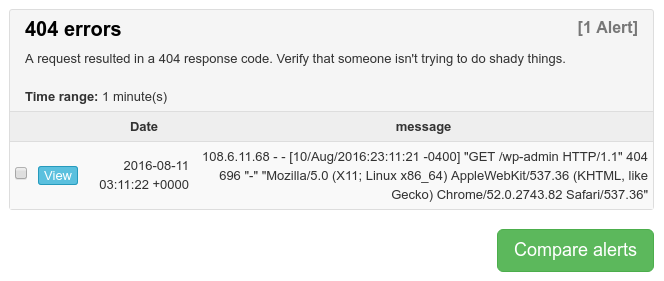 404 errors
[1 Alert]
A request resulted in a 404 response code. Verify that someone isn't trying to do shady things.
Time range: 1 minute(s)
Date message
View
2016-08-11
03:11:22 +0000
108.6.11.68 - - [10/Aug/2016:23:11:21 -0400] "GET /wp-admin HTTP/1.1" 404
696 "-" "Mozilla/5.0 (X11; Linux x86_64) AppleWebKit/537.36 (KHTML, like
Gecko) Chrome/52.0.2743.82 Safari/537.36"
Compare alerts